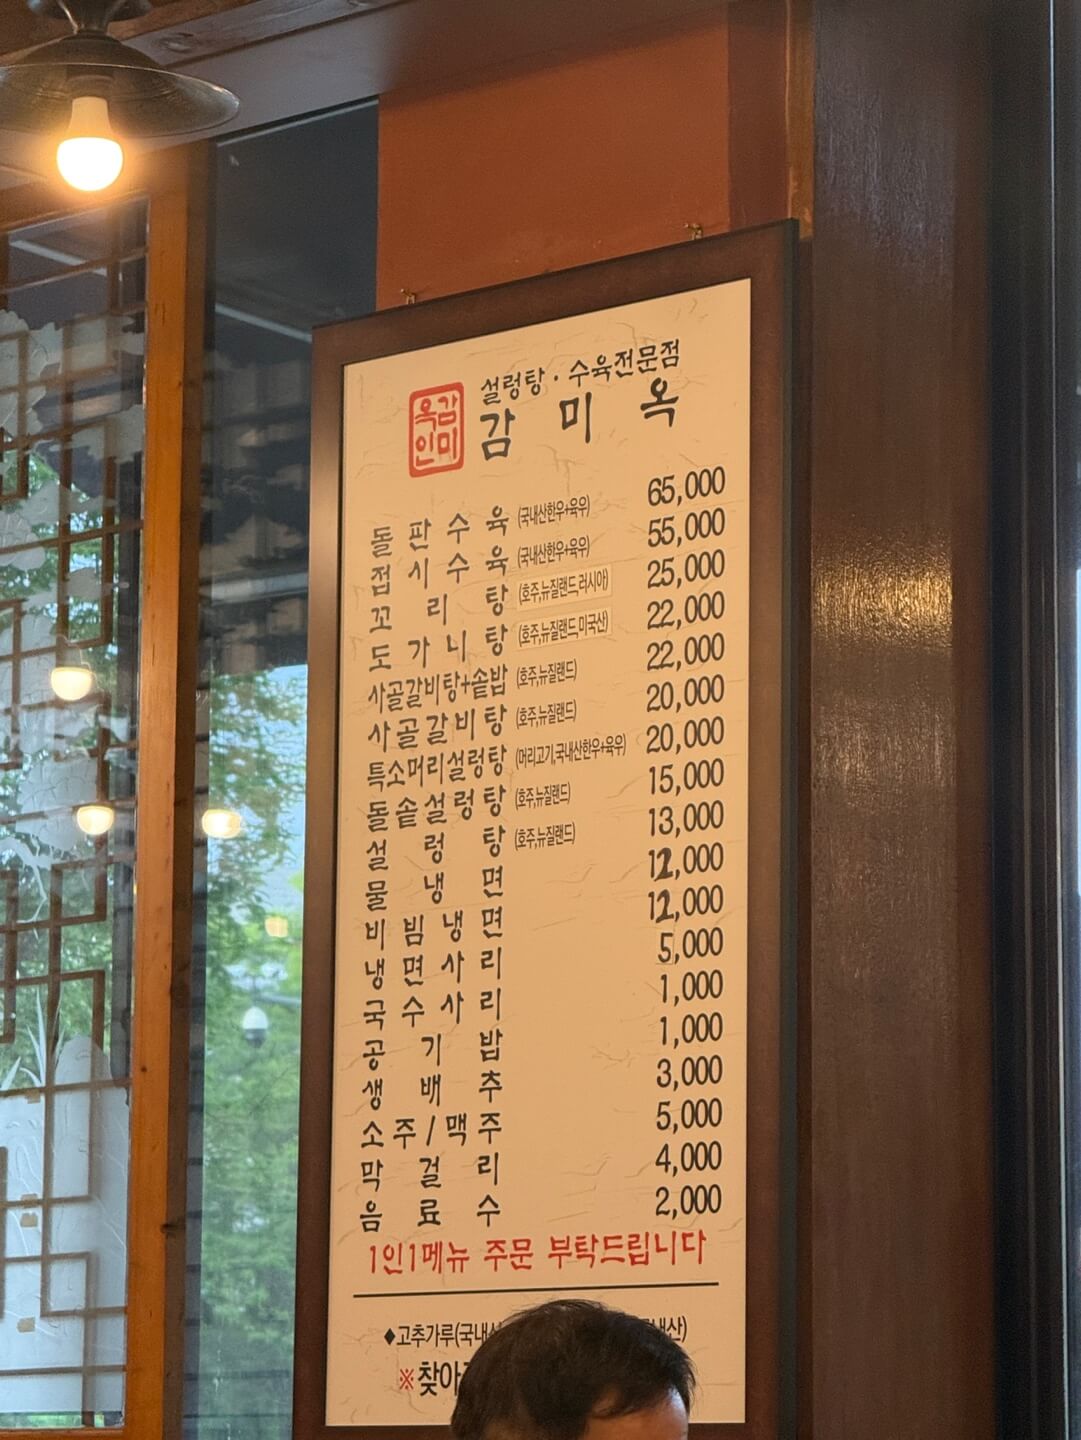 설렁탕 · 수육전문점
감미옥인
감미옥
돌판수육 (국내산한우+육우) 65,000
접시수육 (국내산한우+육우) 55,000
꼬리탕 (호주,뉴질랜드,러시아) 25,000
도가니탕 (호주,뉴질랜드,미국산) 22,000
사골갈비탕+솥밥 (호주,뉴질랜드) 22,000
사골갈비탕 (호주,뉴질랜드) 20,000
특소머리설렁탕 (머리고기,국내산한우+육우) 20,000
돌솥설렁탕 (호주,뉴질랜드) 15,000
설렁탕 (호주,뉴질랜드) 13,000
물냉면 12,000
비빔냉면 12,000
냉면사리 5,000
국수사리 1,000
공기밥 1,000
생배추 3,000
소주/맥주 5,000
막걸리 4,000
음료수 2,000
1인1메뉴 주문 부탁드립니다
◆고추가루(국내산
※